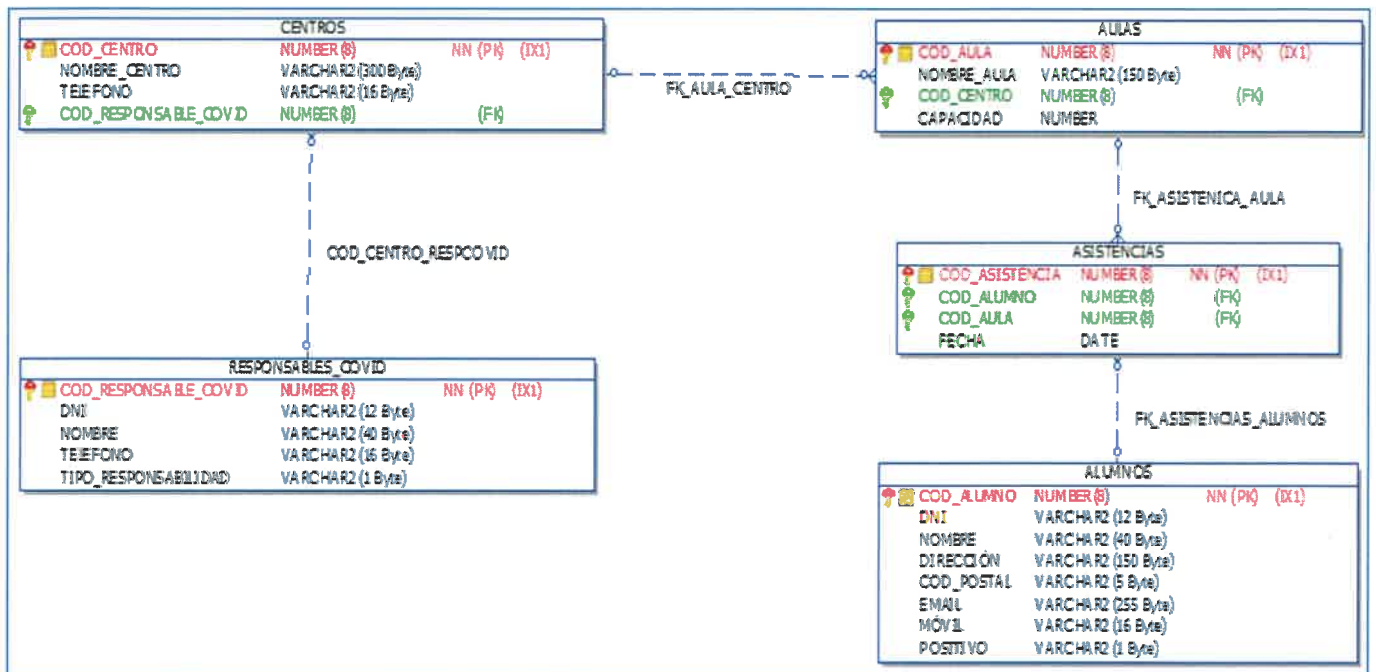 CENTROS
COD_CENTRO NUMBER(8) NN (PK) (IX1)
NOMBRE_CENTRO VARCHAR2 (300 Byte)
TELEFONO VARCHAR2 (16 Byte)
COD_RESPONSABLE_COVID NUMBER(8) (FK)
FK_AULA_CENTRO
AULAS
COD_AULA NUMBER(8) NN (PK) (IX1)
NOMBRE_AULA VARCHAR2 (150 Byte)
COD_CENTRO NUMBER(8) (FK)
CAPACIDAD NUMBER
FK_ASISTENICA_AULA
COD_CENTRO_RESPCOVID
ASISTENCIAS
COD_ASISTENCIA NUMBER(8) NN (PK) (IX1)
COD_ALUMNO NUMBER(8) (FK)
COD_AULA NUMBER(8) (FK)
FECHA DATE
RESPONSABLES_COVID
COD_RESPONSABLE_COVID NUMBER(8) NN (PK) (IX1)
DNI VARCHAR2 (12 Byte)
NOMBRE VARCHAR2 (40 Byte)
TELEFONO VARCHAR2 (16 Byte)
TIPO_RESPONSABILIDAD VARCHAR2 (1 Byte)
FK_ASISTENCIAS_ALUMNOS
ALUMNOS
COD_ALUMNO NUMBER(8) NN (PK) (IX1)
DNI VARCHAR2 (12 Byte)
NOMBRE VARCHAR2 (40 Byte)
DIRECCIÓN VARCHAR2 (150 Byte)
COD_POSTAL VARCHAR2 (5 Byte)
EMAIL VARCHAR2 (255 Byte)
MÓVIL VARCHAR2 (16 Byte)
POSITIVO VARCHAR2 (1 Byte)